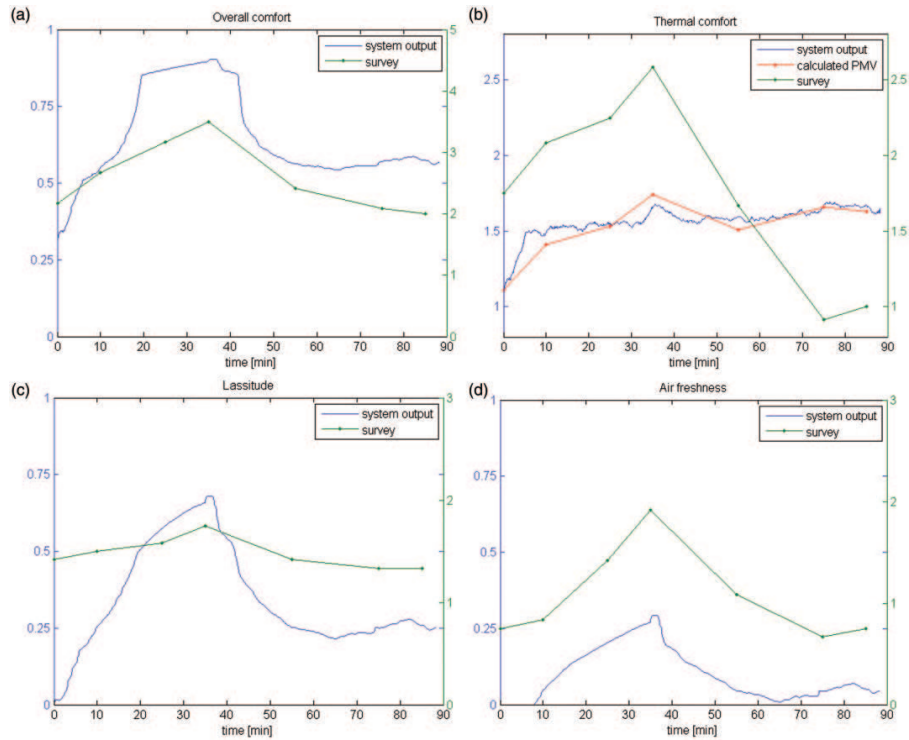 (a)
Overall comfort
1
0.75
0.5
0.25
0
5
4
3
2
1
0
system output
survey
0 10 20 30 40 50 60 70 80 90
time [min]
(b)
Thermal comfort
2.5
2
1.5
1
2.5
2
1.5
1
system output
calculated PMV
survey
0 10 20 30 40 50 60 70 80 90
time [min]
(c)
Lassitude
1
0.75
0.5
0.25
0
3
2
1
0
system output
survey
0 10 20 30 40 50 60 70 80 90
time [min]
(d)
Air freshness
1
0.75
0.5
0.25
0
3
2
1
0
system output
survey
0 10 20 30 40 50 60 70 80 90
time [min]